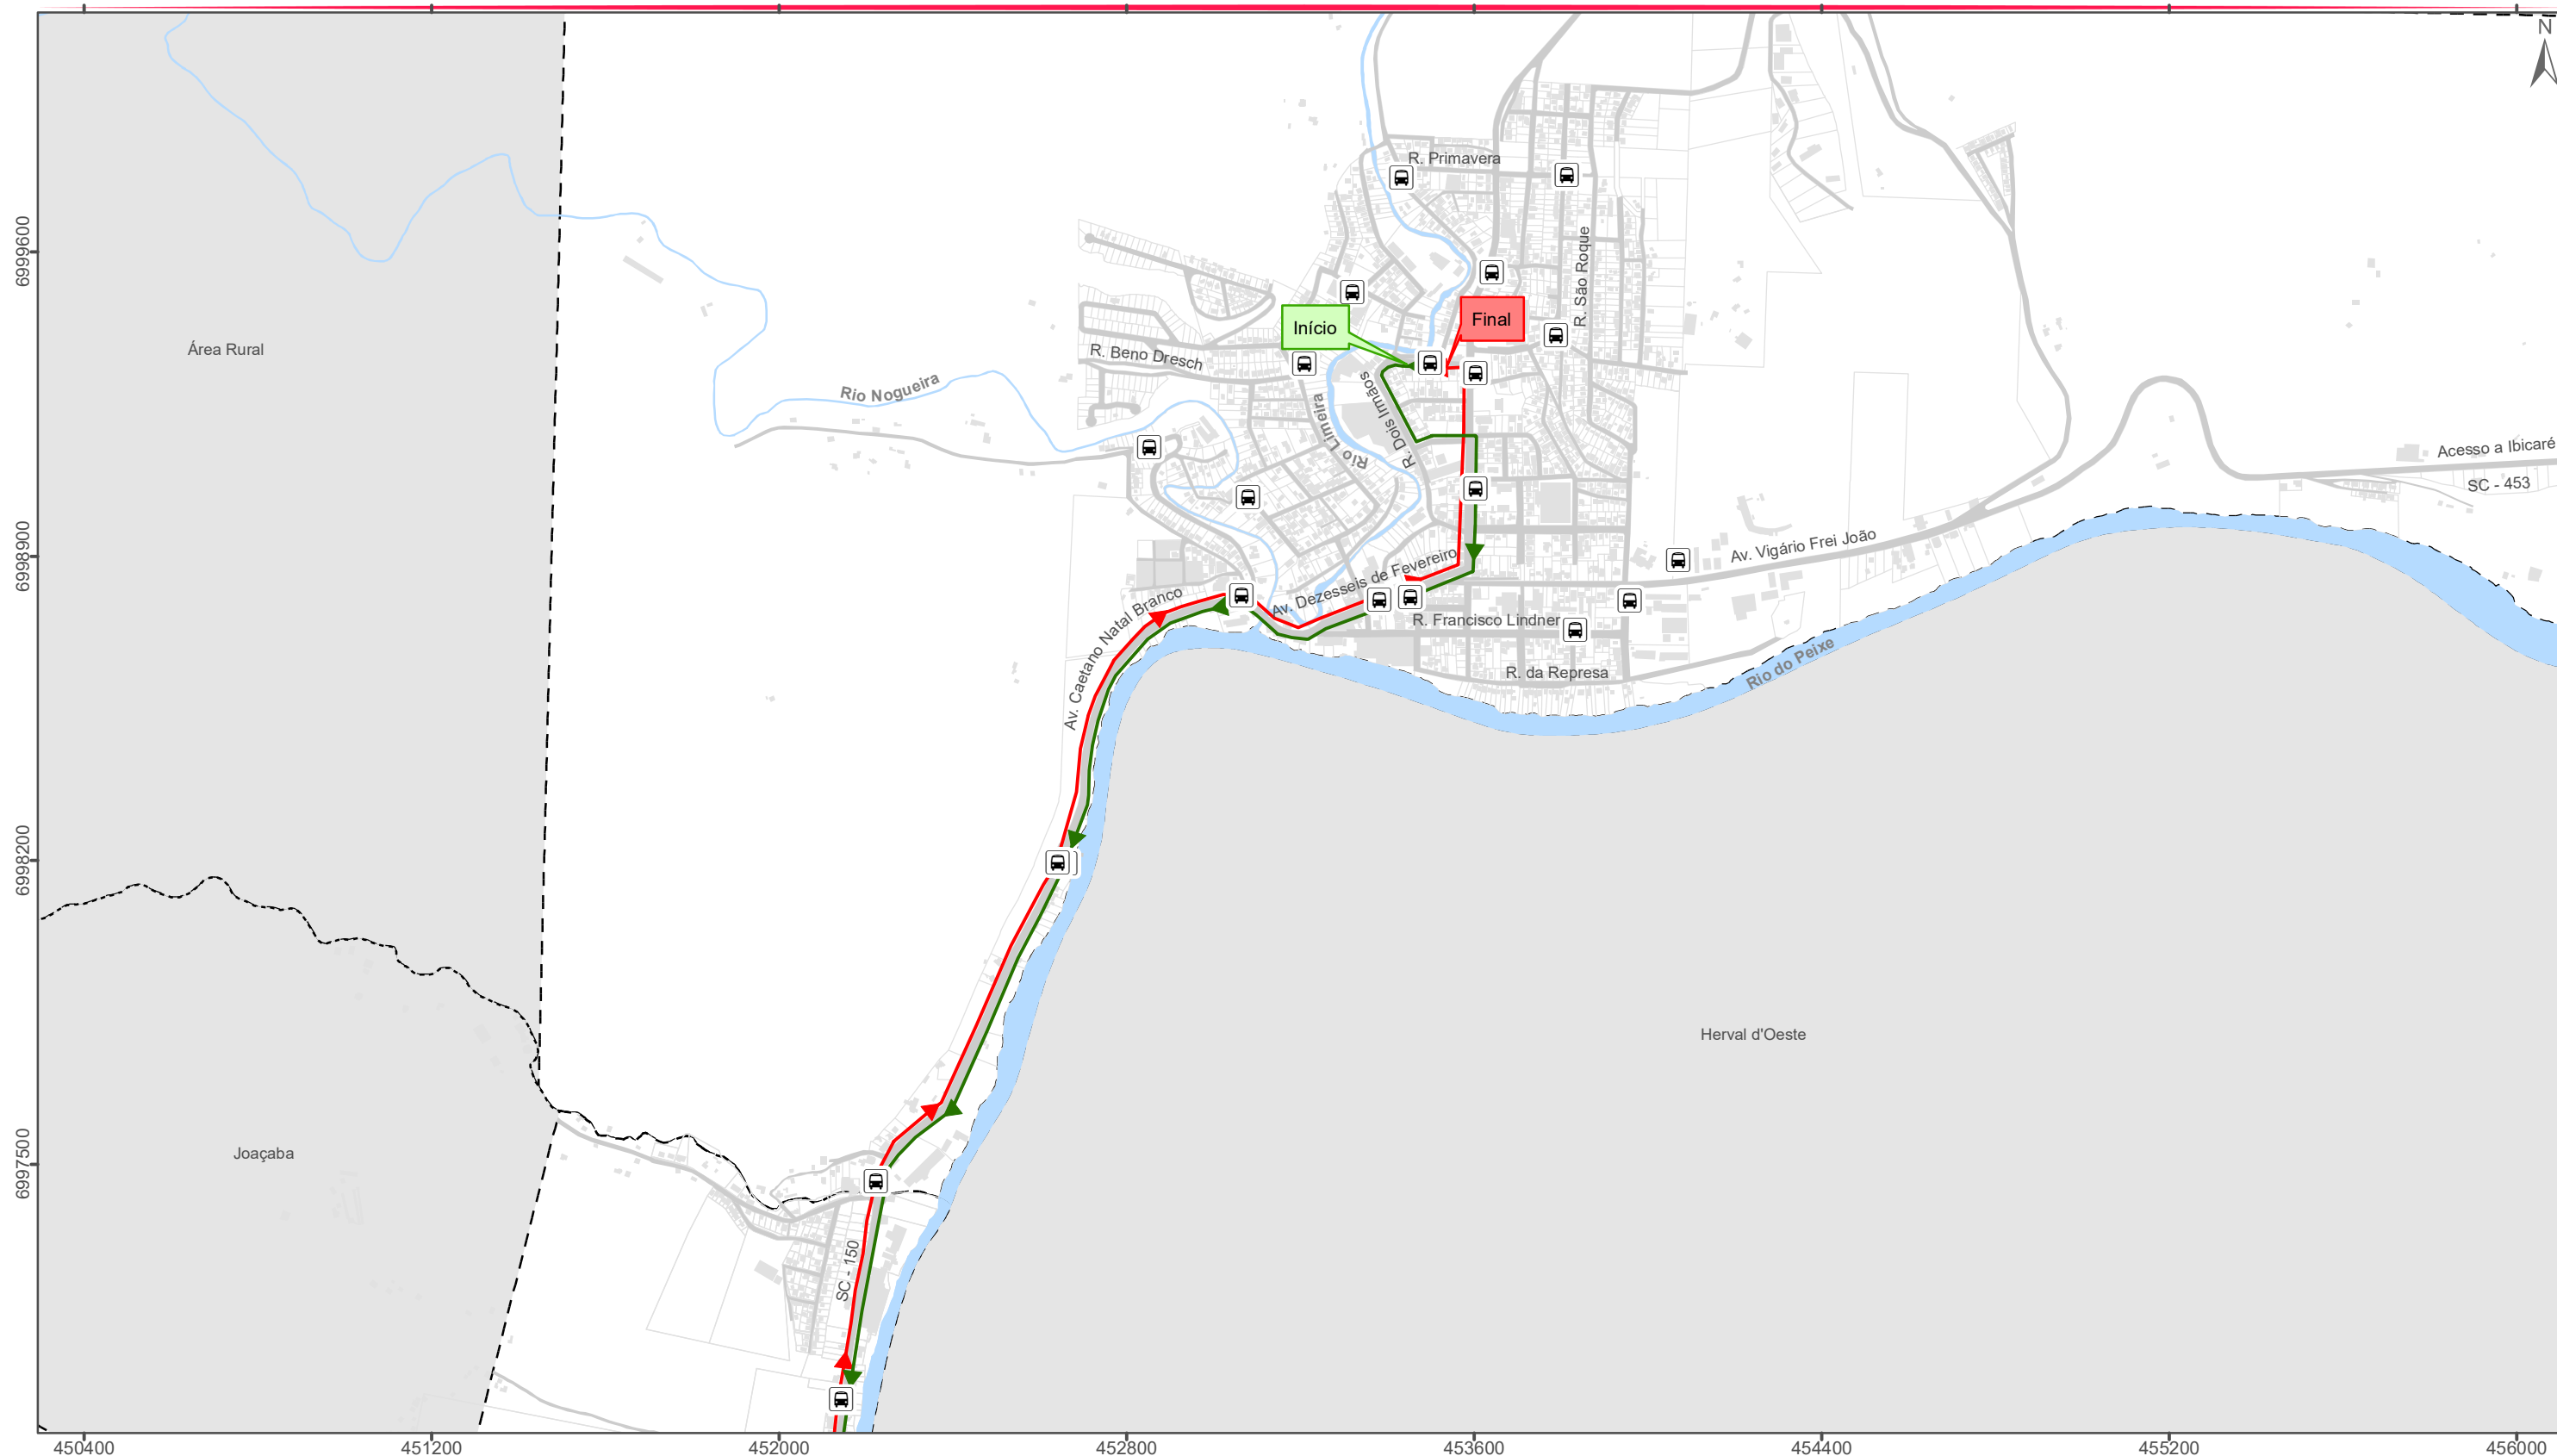 N
R. Primavera
R. São Roque
6999600
Início
Final
Área Rural
R. Beno Dresch
Rio Nogueira
R. Dois Irmãos
Rio Limeira
Acesso a Ibicaré
SC - 453
6998900
Av. Vigário Frei João
Av. Dezesseis de Fevereiro
Av. Caetano Natal Branco
R. Francisco Lindner
R. da Represa
Rio do Peixe
6998200
Herval d'Oeste
Joaçaba
6997500
SC - 150
450400
451200
452000
452800
453600
454400
455200
456000